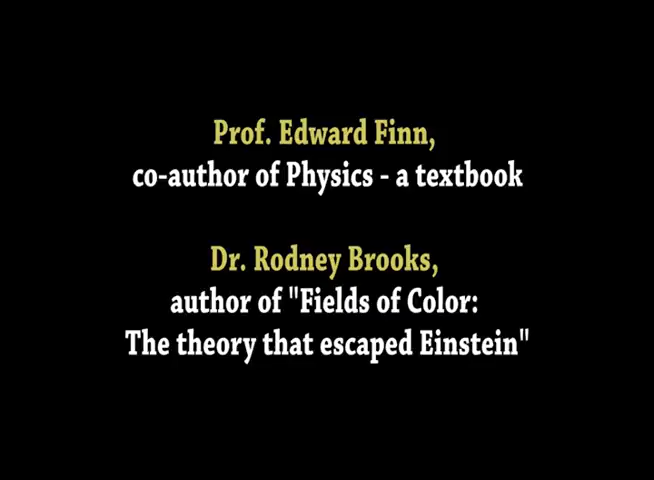 Prof. Edward Finn,
co-author of Physics - a textbook
Dr. Rodney Brooks,
author of "Fields of Color:
The theory that escaped Einstein"